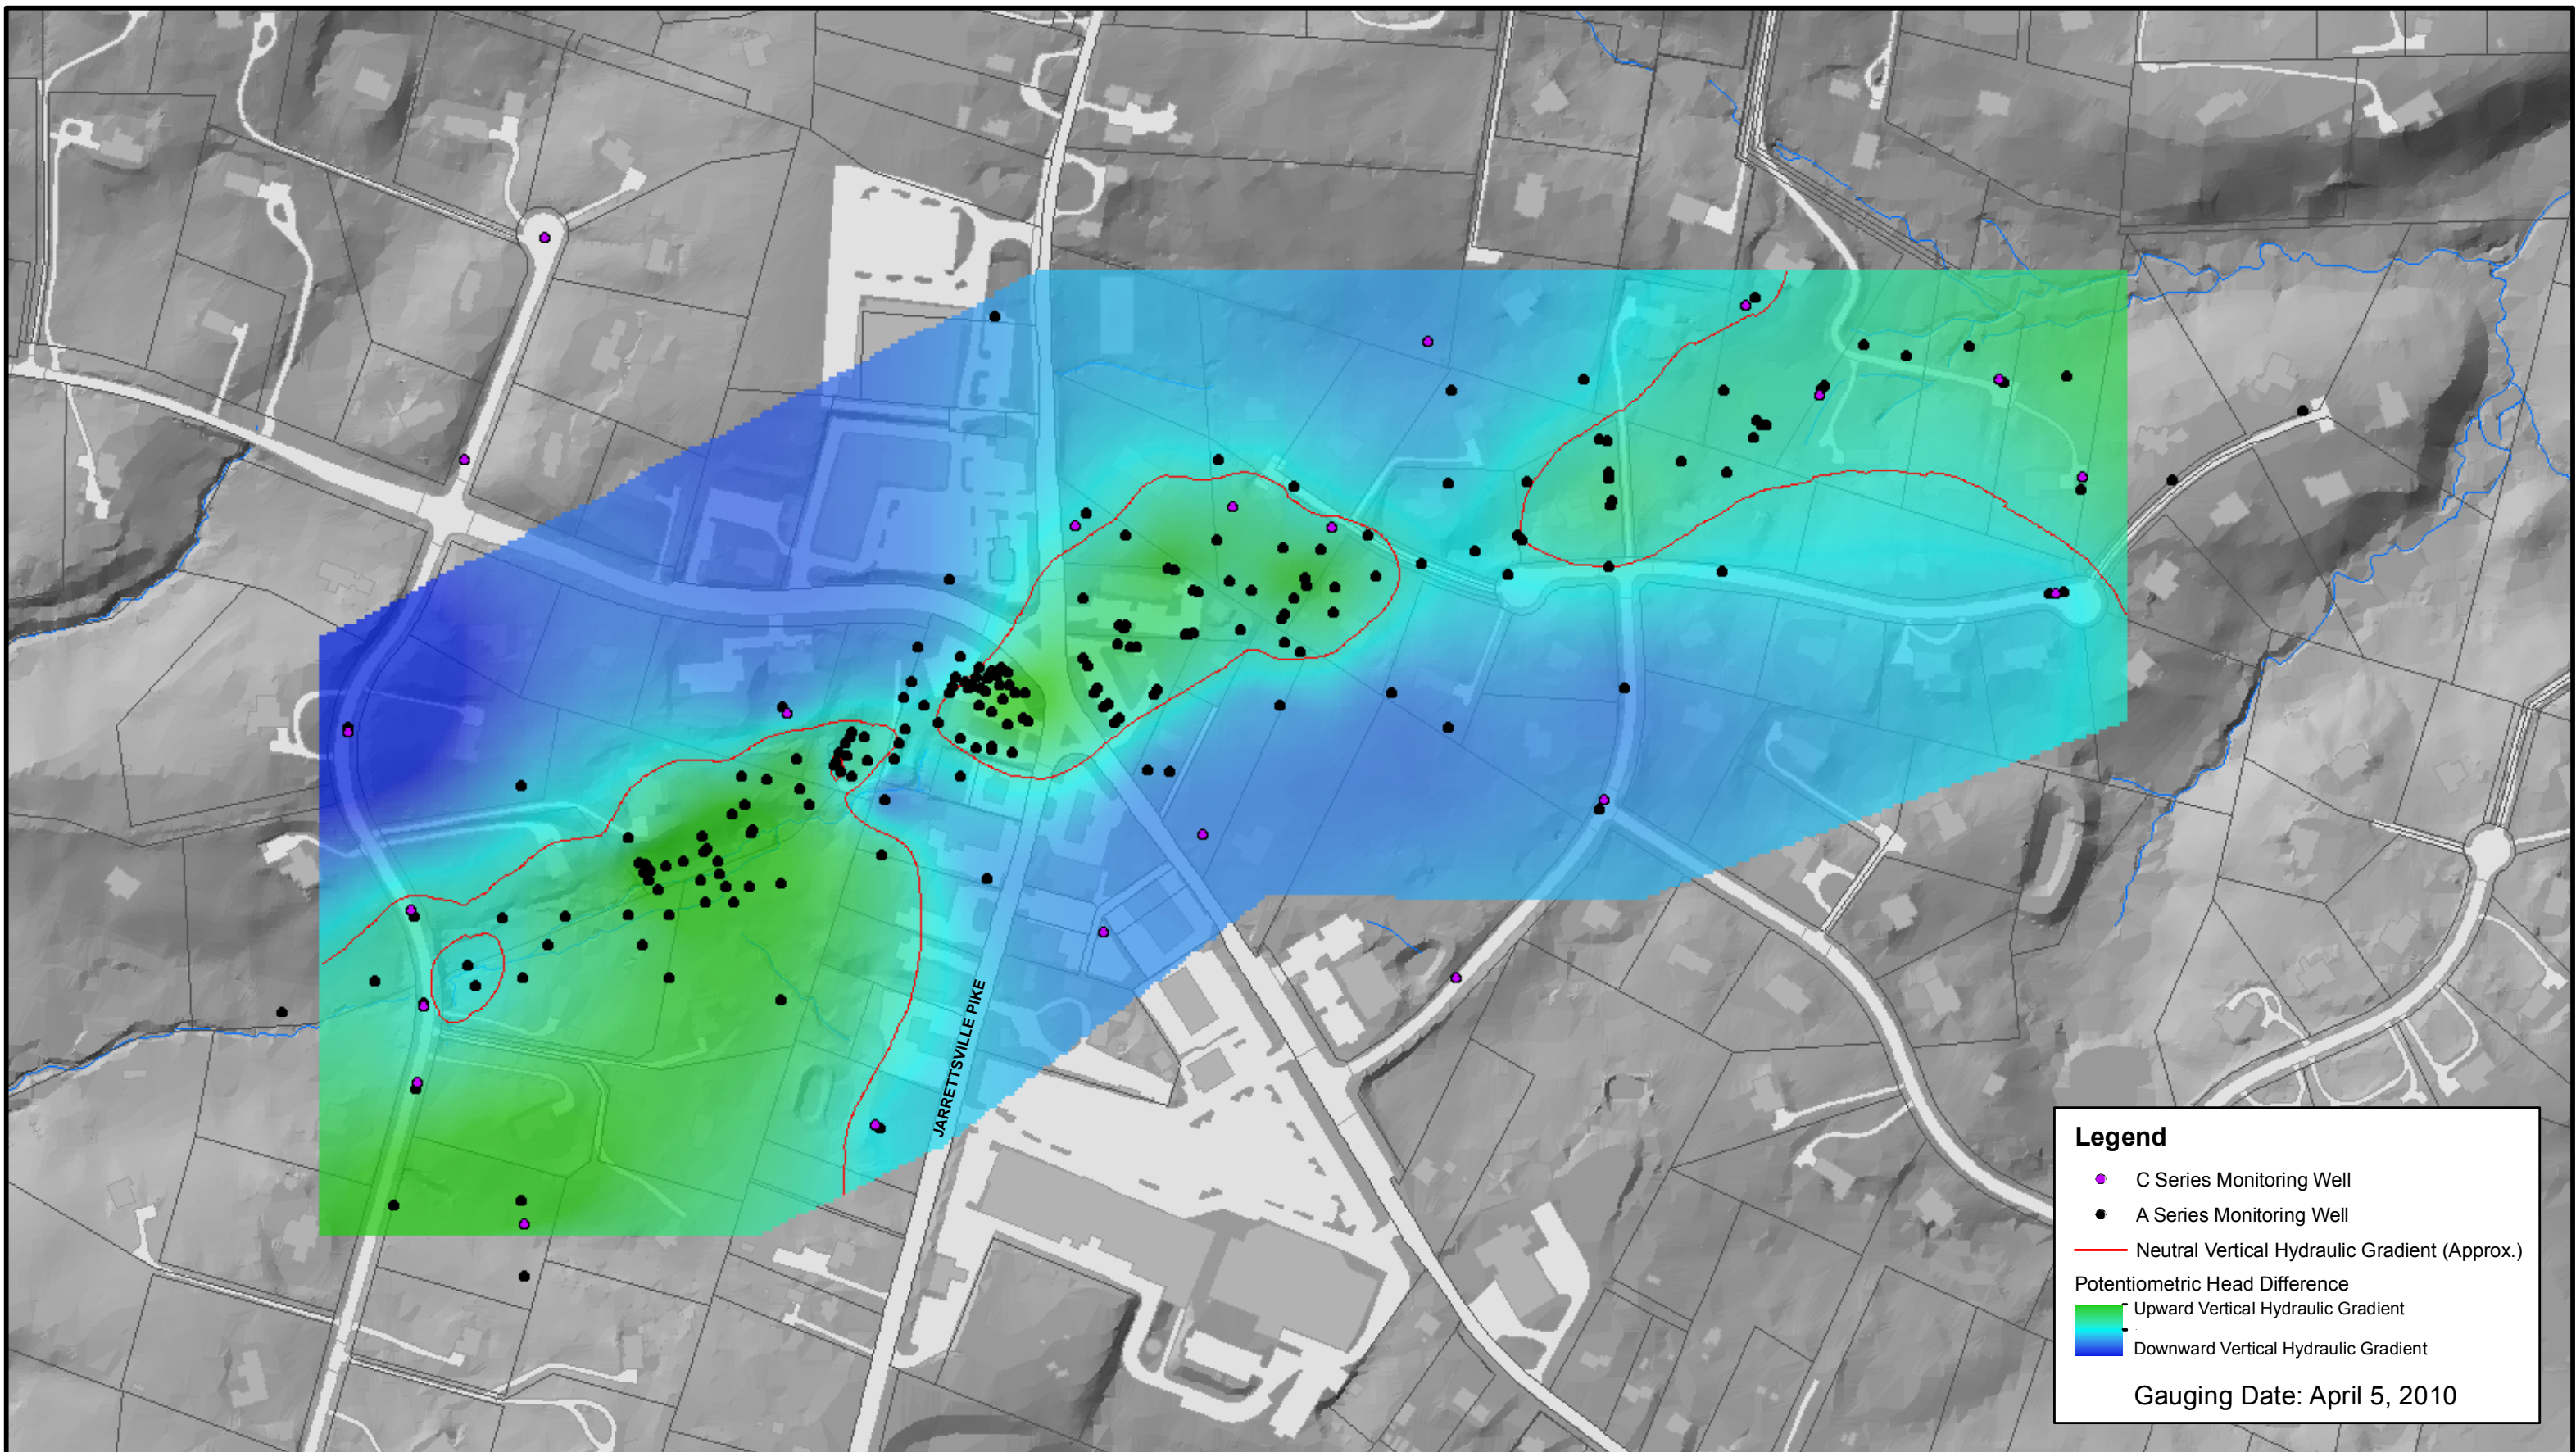 JARRETTSVILLE PIKE
Legend
C Series Monitoring Well
A Series Monitoring Well
Neutral Vertical Hydraulic Gradient (Approx.)
Potentiometric Head Difference
Upward Vertical Hydraulic Gradient
Downward Vertical Hydraulic Gradient
Gauging Date: April 5, 2010